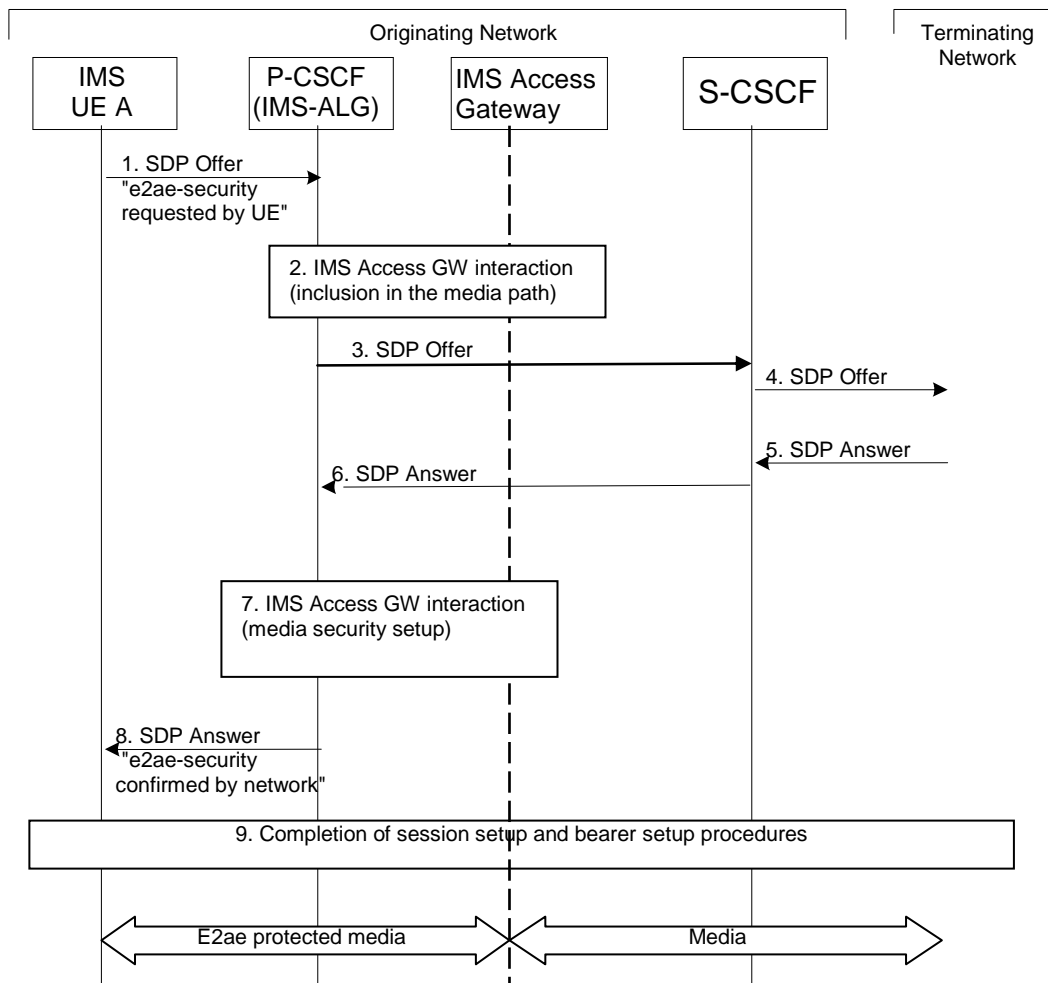 Originating Network
Terminating
Network
IMS
UE A
P-CSCF
(IMS-ALG)
IMS Access
Gateway
S-CSCF
1. SDP Offer
"e2ae-security
requested by UE"
2. IMS Access GW interaction
(inclusion in the media path)
3. SDP Offer
4. SDP Offer
5. SDP Answer
6. SDP Answer
7. IMS Access GW interaction
(media security setup)
8. SDP Answer
"e2ae-security
confirmed by network"
9. Completion of session setup and bearer setup procedures
E2ae protected media
Media